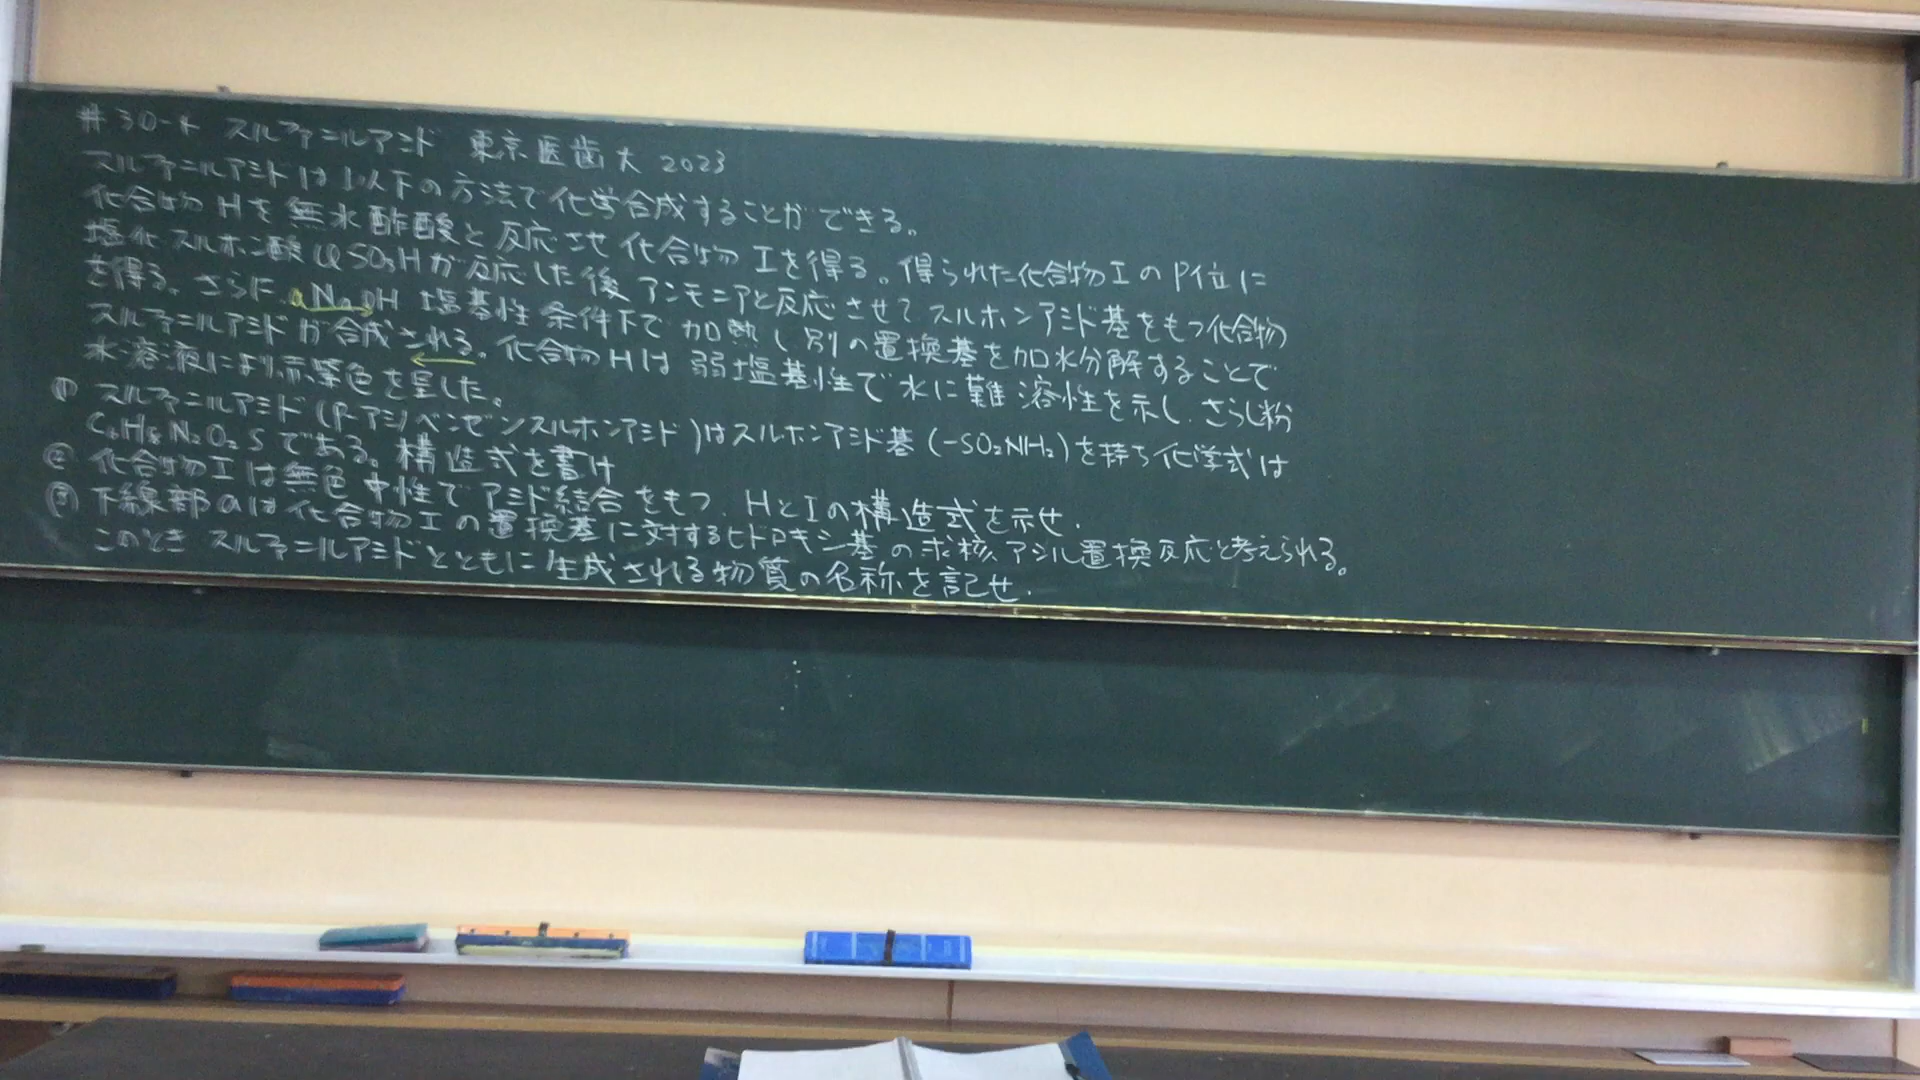 #30-4 スルファニルアミド 東京医歯大 2023
スルファニルアミドは以下の方法で化学合成することができる。
化合物Hを無水酢酸と反応させ化合物Iを得る。得られた化合物Iのp位に
塩化スルホン酸ClSO₃Hが反応した後アンモニアと反応させてスルホンアミド基をもつ化合物
を得る。さらに a NaOH 塩基性条件下で加熱し別の置換基を加水分解することで
スルファニルアミドが合成される。化合物Hは弱塩基性で水に難溶性を示し、さらし粉
水溶液により赤紫色を呈した。
① スルファニルアミド(p-アミノベンゼンスルホンアミド)はスルホンアミド基(-SO₂NH₂)を持ち化学式は
C₆H₈N₂O₂Sである。構造式を書け
② 化合物Iは無色中性でアミド結合をもつ、HとIの構造式を示せ.
③ 下線部aは化合物Iの置換基に対するヒドロキシ基の求核アシル置換反応と考えられる。
このときスルファニルアミドとともに生成される物質の名称を記せ.